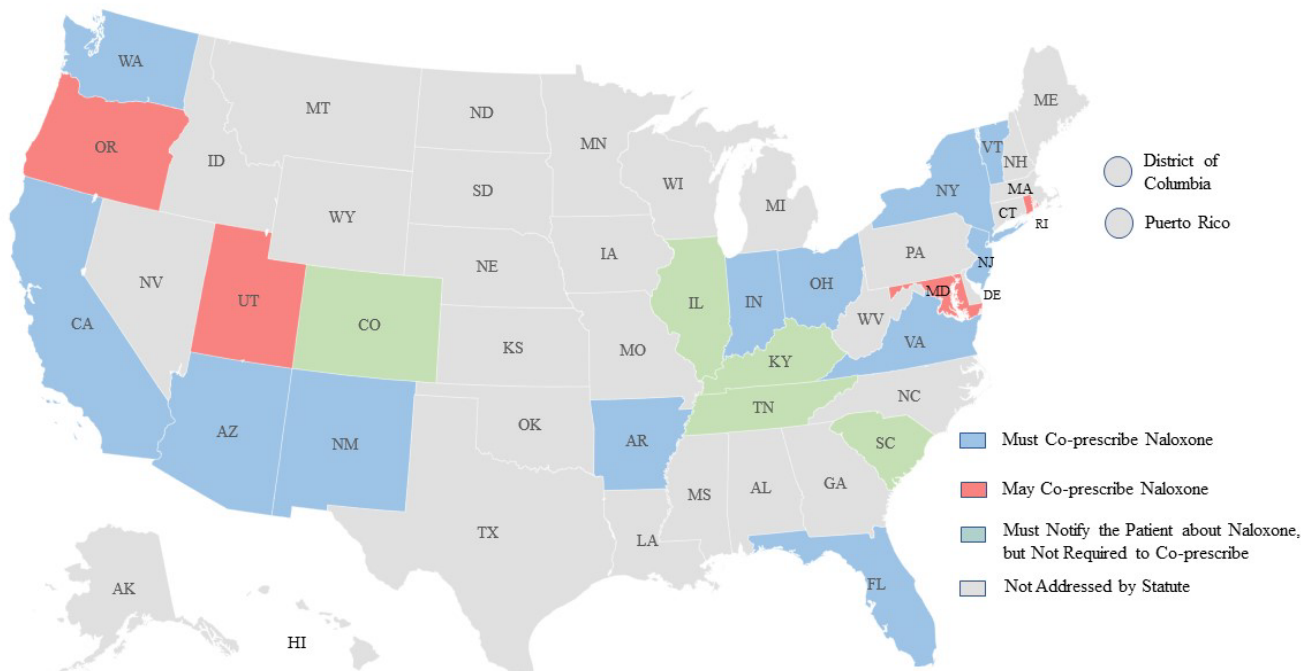 WA
MT
ND
MN
ME
OR
ID
SD
WI
MI
VT
NH
NY
MA
CT
RI
District of
Columbia
Puerto Rico
WY
IA
NE
PA
NJ
NV
UT
CO
IL
IN
OH
MD
DE
WV
VA
CA
KS
MO
KY
NC
TN
AZ
NM
OK
AR
SC
MS
AL
GA
TX
LA
FL
AK
HI
Must Co-prescribe Naloxone
May Co-prescribe Naloxone
Must Notify the Patient about Naloxone,
but Not Required to Co-prescribe
Not Addressed by Statute